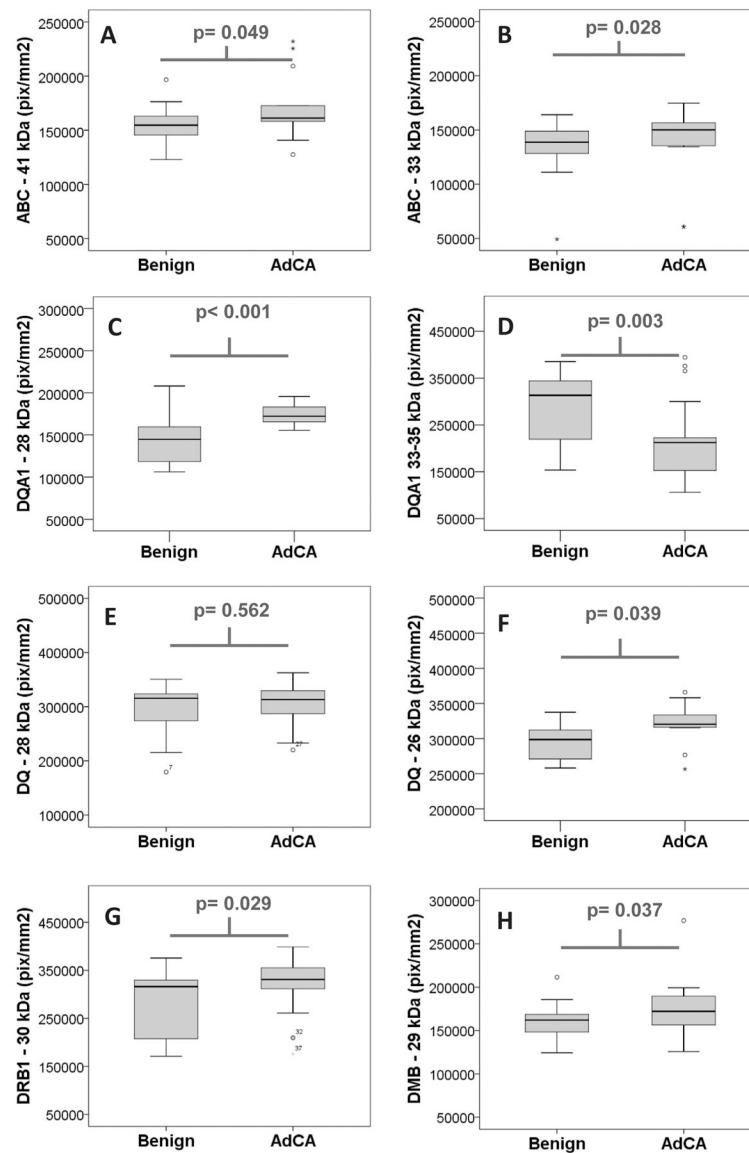 A
p= 0.049
250000
200000
150000
100000
50000
ABC - 41 kDa (pix/mm2)
Benign
AdCA
B
p= 0.028
250000
200000
150000
100000
50000
ABC - 33 kDa (pix/mm2)
Benign
AdCA
C
p< 0.001
300000
250000
200000
150000
100000
50000
DQA1 - 28 kDa (pix/mm2)
Benign
AdCA
D
p= 0.003
450000
350000
250000
150000
50000
DQA1 33-35 kDa (pix/mm2)
Benign
AdCA
E
p= 0.562
500000
400000
300000
200000
100000
DQ - 28 kDa (pix/mm2)
7
27
Benign
AdCA
F
p= 0.039
500000
450000
400000
350000
300000
250000
200000
DQ - 26 kDa (pix/mm2)
Benign
AdCA
G
p= 0.029
450000
350000
250000
150000
50000
DRB1 - 30 kDa (pix/mm2)
32
37
Benign
AdCA
H
p= 0.037
300000
250000
200000
150000
100000
50000
DMB - 29 kDa (pix/mm2)
Benign
AdCA